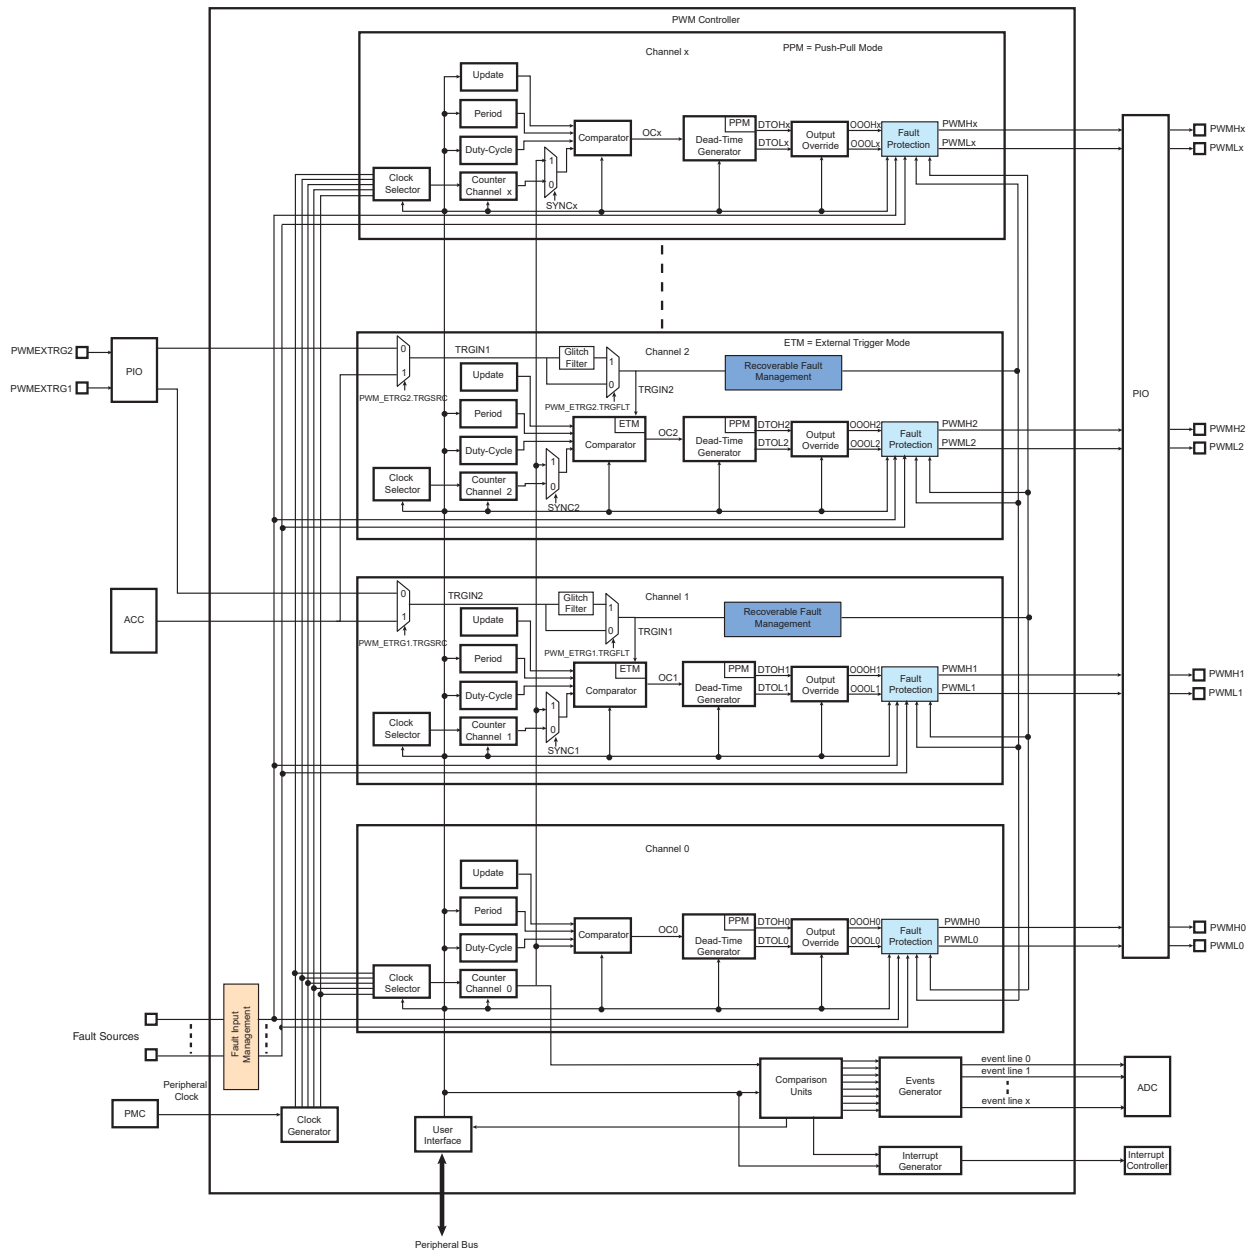 PWM Controller
Channel x
PPM = Push-Pull Mode
Update
Period
Comparator
OCx
PPM
Dead-Time
Generator
DTOHx
DTOLx
Output
Override
OOOHx
OOOLx
Fault
Protection
PWMHx
PWMLx
PWMHx
PWMLx
Duty-Cycle
Clock
Selector
Counter
Channel x
1
0
SYNCx
PWMEXTRG2
PWMEXTRG1
PIO
0
1
TRGIN1
PWM_ETRG2.TRGSRC
Glitch
Filter
1
0
PWM_ETRG2.TRGFLT
Channel 2
ETM = External Trigger Mode
Recoverable Fault
Management
TRGIN2
PIO
Update
Period
Duty-Cycle
ETM
Comparator
OC2
PPM
Dead-Time
Generator
DTOH2
DTOL2
Output
Override
OOOH2
OOOL2
Fault
Protection
PWMH2
PWML2
PWMH2
PWML2
Clock
Selector
Counter
Channel 2
1
0
SYNC2
ACC
0
1
TRGIN2
PWM_ETRG1.TRGSRC
Glitch
Filter
1
0
PWM_ETRG1.TRGFLT
Channel 1
Recoverable Fault
Management
TRGIN1
Update
Period
Duty-Cycle
ETM
Comparator
OC1
PPM
Dead-Time
Generator
DTOH1
DTOL1
Output
Override
OOOH1
OOOL1
Fault
Protection
PWMH1
PWML1
PWMH1
PWML1
Clock
Selector
Counter
Channel 1
1
0
SYNC1
Channel 0
Update
Period
Duty-Cycle
Comparator
OC0
PPM
Dead-Time
Generator
DTOH0
DTOL0
Output
Override
OOOH0
OOOL0
Fault
Protection
PWMH0
PWML0
PWMH0
PWML0
Clock
Selector
Counter
Channel 0
Fault Sources
Fault Input
Management
Peripheral
Clock
PMC
Clock
Generator
User
Interface
Comparison
Units
Events
Generator
event line 0
event line 1
event line x
ADC
Interrupt
Generator
Interrupt
Controller
Peripheral Bus